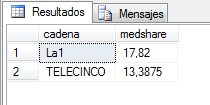 Resultados Mensajes
cadena medshare
1 La1 17,82
2 TELECINCO 13,3875